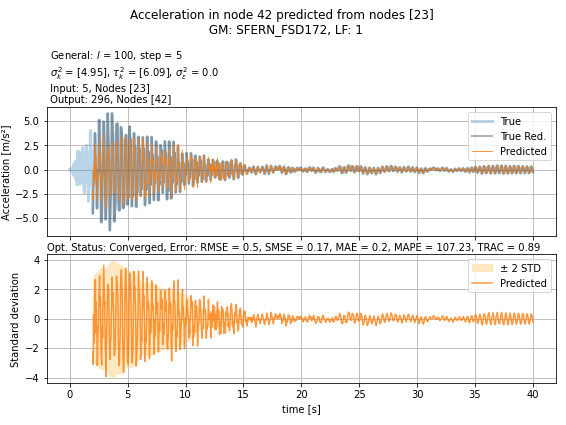 Acceleration in node 42 predicted from nodes [23]
GM: SFERN_FSD172, LF: 1
General: l = 100, step = 5
σ²ₖ = [4.95], τ²ₖ = [6.09], σ²ε = 0.0
Input: 5, Nodes [23]
Output: 296, Nodes [42]
Acceleration [m/s²]
5.0
2.5
0.0
−2.5
−5.0
True
True Red.
Predicted
Opt. Status: Converged, Error: RMSE = 0.5, SMSE = 0.17, MAE = 0.2, MAPE = 107.23, TRAC = 0.89
Standard deviation
4
2
0
−2
−4
± 2 STD
Predicted
0 5 10 15 20 25 30 35 40
time [s]